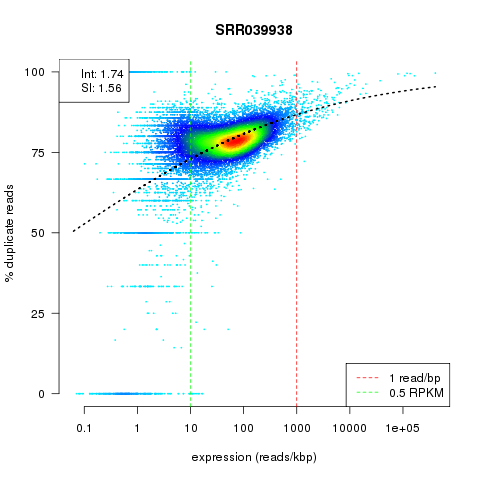 SRR039938
Int: 1.74
Sl: 1.56
100
75
50
25
0
% duplicate reads
0.1
1
10
100
1000
10000
1e+05
expression (reads/kbp)
1 read/bp
0.5 RPKM